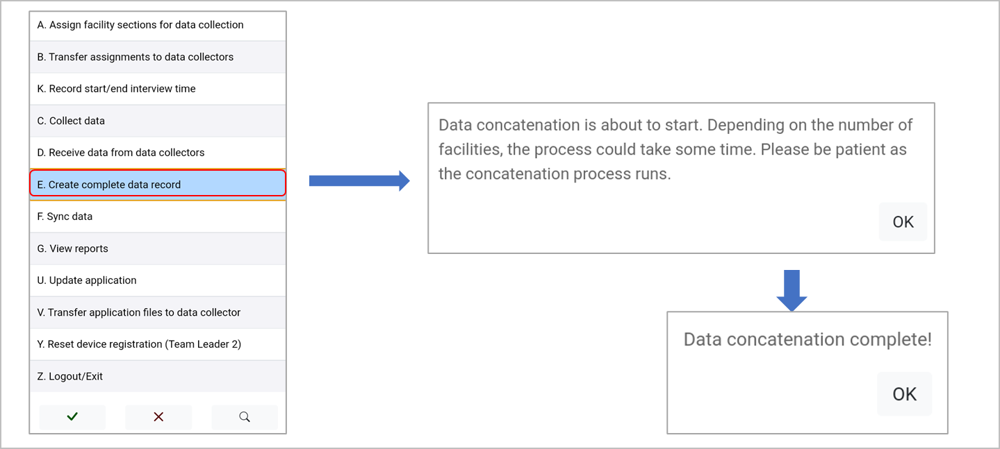 A. Assign facility sections for data collection
B. Transfer assignments to data collectors
K. Record start/end interview time
C. Collect data
D. Receive data from data collectors
E. Create complete data record
F. Sync data
G. View reports
U. Update application
V. Transfer application files to data collector
Y. Reset device registration (Team Leader 2)
Z. Logout/Exit
Data concatenation is about to start. Depending on the number of
facilities, the process could take some time. Please be patient as
the concatenation process runs.
OK
Data concatenation complete!
OK